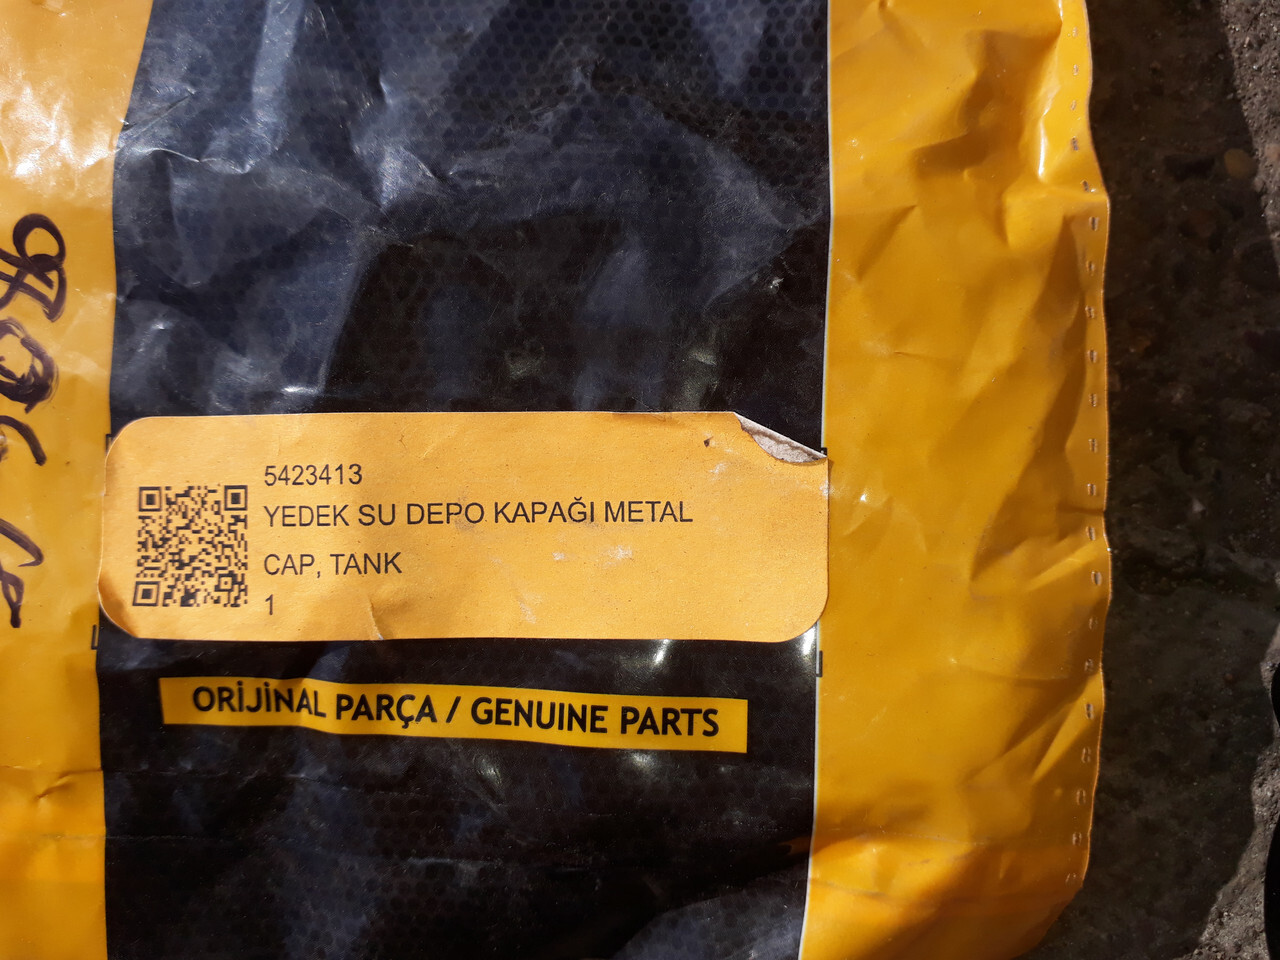 5423413
YEDEK SU DEPO KAPAĞI METAL
CAP, TANK
1
ORİJİNAL PARÇA / GENUINE PARTS